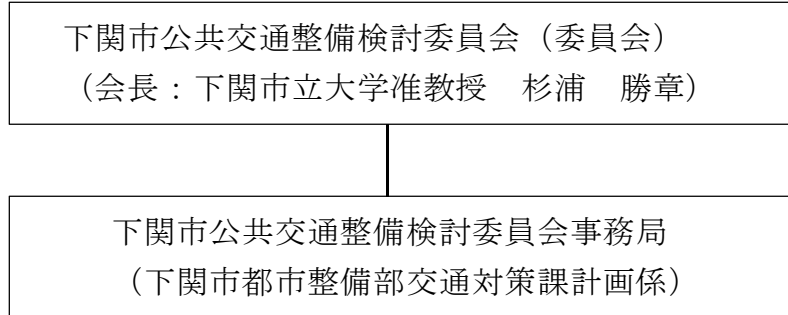 下関市公共交通整備検討委員会（委員会）
（会長：下関市立大学准教授　杉浦　勝章）
下関市公共交通整備検討委員会事務局
（下関市都市整備部交通対策課計画係）